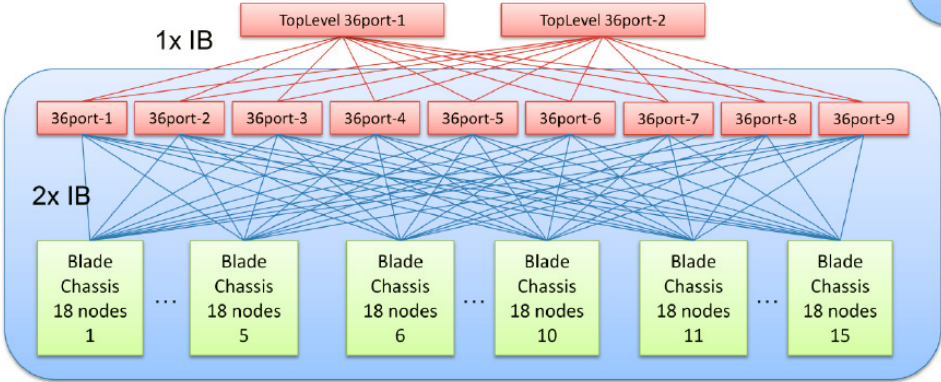 TopLevel 36port-1
TopLevel 36port-2
1x IB
36port-1
36port-2
36port-3
36port-4
36port-5
36port-6
36port-7
36port-8
36port-9
2x IB
Blade
Chassis
18 nodes
1
...
Blade
Chassis
18 nodes
5
Blade
Chassis
18 nodes
6
...
Blade
Chassis
18 nodes
10
Blade
Chassis
18 nodes
11
...
Blade
Chassis
18 nodes
15